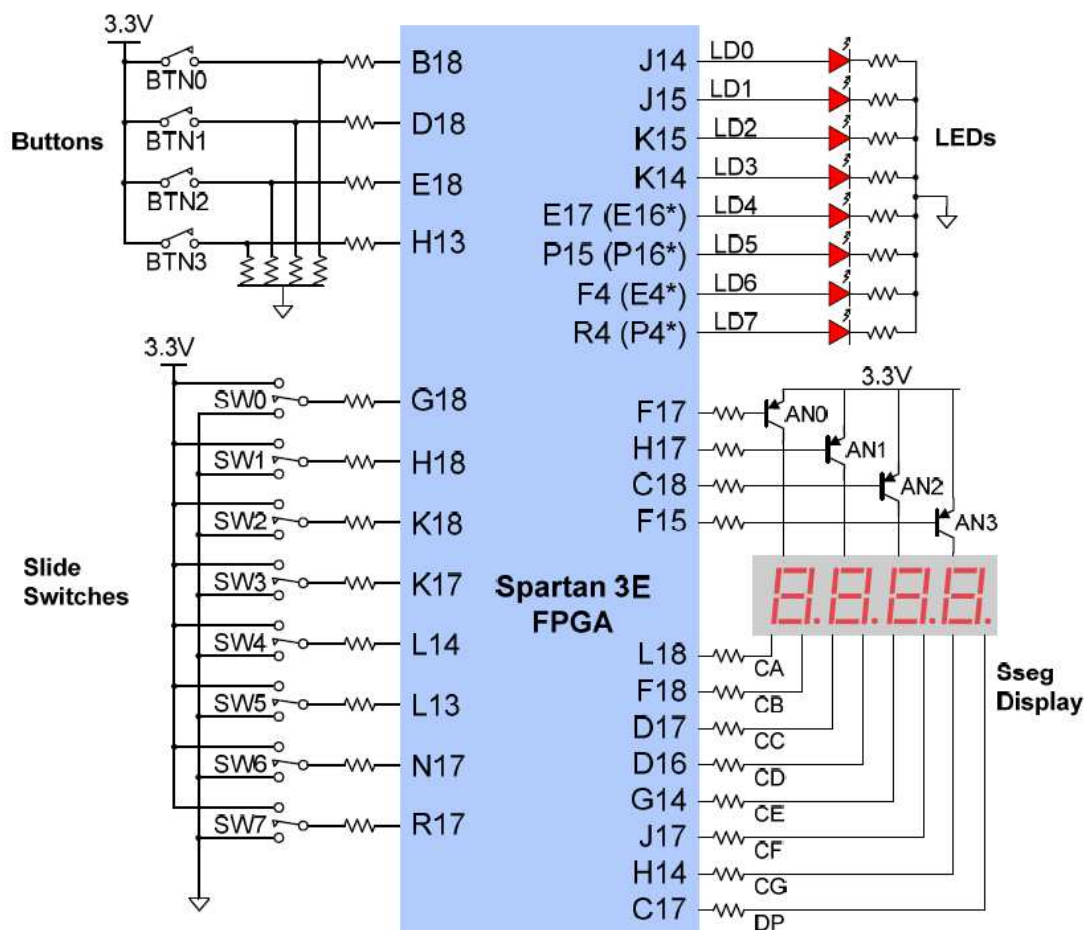 3.3V
BTN0
BTN1
BTN2
BTN3
Buttons
B18
D18
E18
H13
3.3V
SW0
SW1
SW2
SW3
SW4
SW5
SW6
SW7
Slide
Switches
G18
H18
K18
K17
L14
L13
N17
R17
Spartan 3E
FPGA
J14
J15
K15
K14
E17 (E16*)
P15 (P16*)
F4 (E4*)
R4 (P4*)
LD0
LD1
LD2
LD3
LD4
LD5
LD6
LD7
LEDs
3.3V
F17
H17
C18
F15
AN0
AN1
AN2
AN3
8.8.8.8.
L18
F18
D17
D16
G14
J17
H14
C17
CA
CB
CC
CD
CE
CF
CG
DP
Sseg
Display